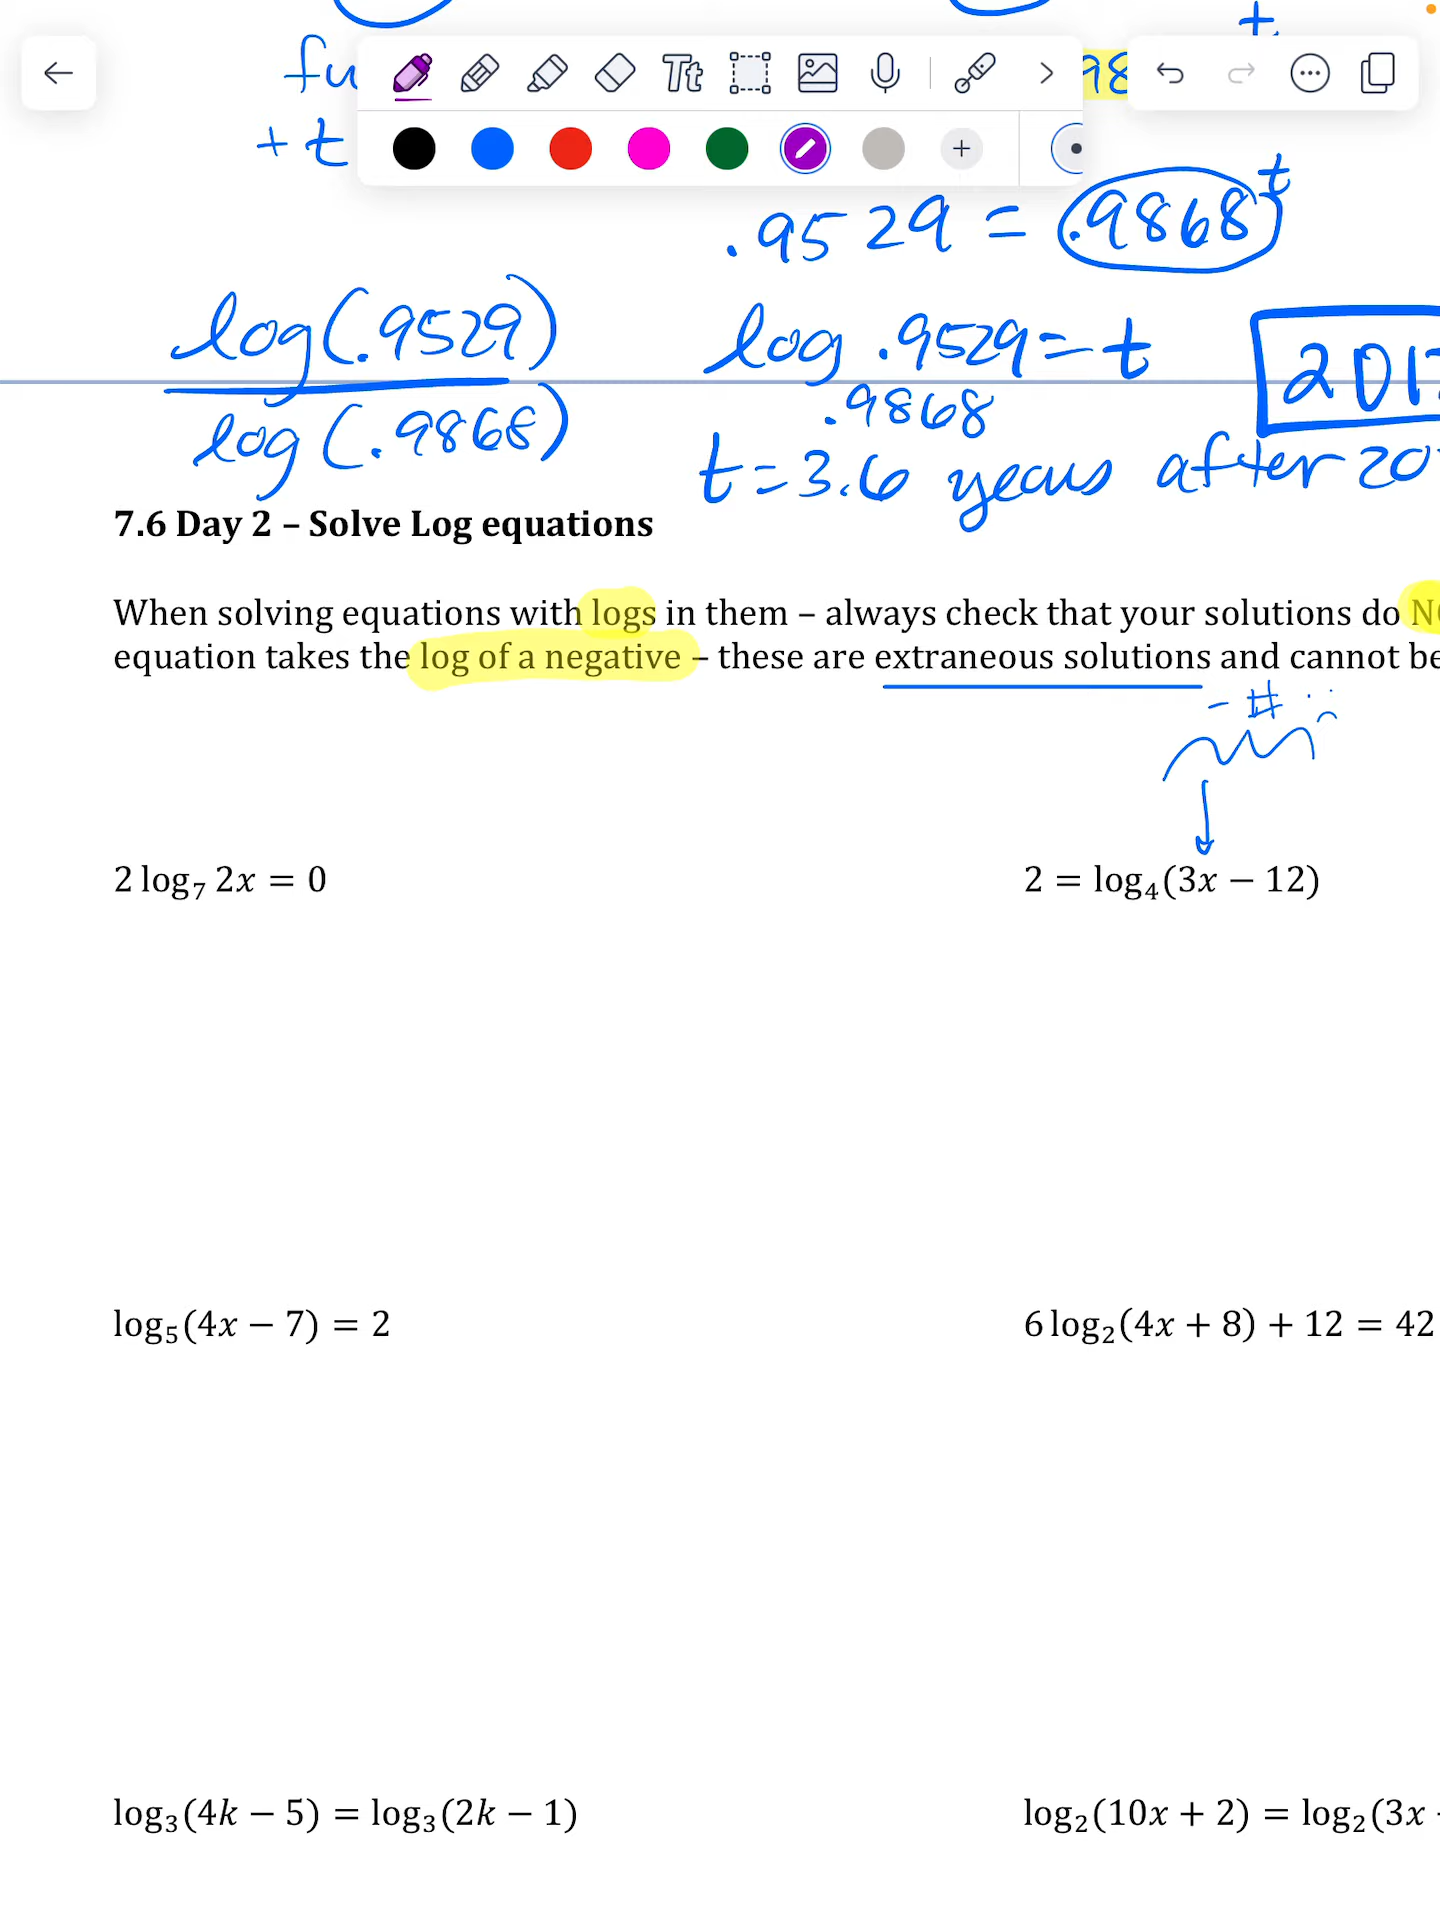 t
fu
98
+ t
Tt
.9529 = (.9868)^t
log(.9529)
log(.9868)
log.9868 .9529 = t
201
t = 3.6 years after 20
7.6 Day 2 – Solve Log equations
When solving equations with logs in them – always check that your solutions do N
equation takes the log of a negative – these are extraneous solutions and cannot be
- #
2 log₇ 2x = 0
2 = log₄(3x − 12)
log₅(4x − 7) = 2
6 log₂(4x + 8) + 12 = 42
log₃(4k − 5) = log₃(2k − 1)
log₂(10x + 2) = log₂(3x